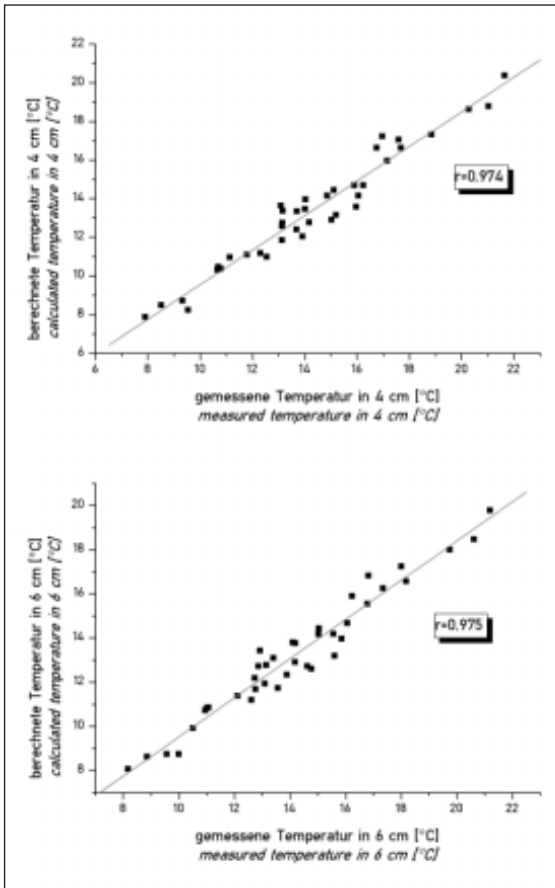 berechnete Temperatur in 4 cm [°C]
calculated temperature in 4 cm [°C]
22
20
18
16
14
12
10
8
6
r=0.974
6 8 10 12 14 16 18 20 22
gemessene Temperatur in 4 cm [°C]
measured temperature in 4 cm [°C]
berechnete Temperatur in 6 cm [°C]
calculated temperature in 6 cm [°C]
20
18
16
14
12
10
8
r=0.975
8 10 12 14 16 18 20 22
gemessene Temperatur in 6 cm [°C]
measured temperature in 6 cm [°C]